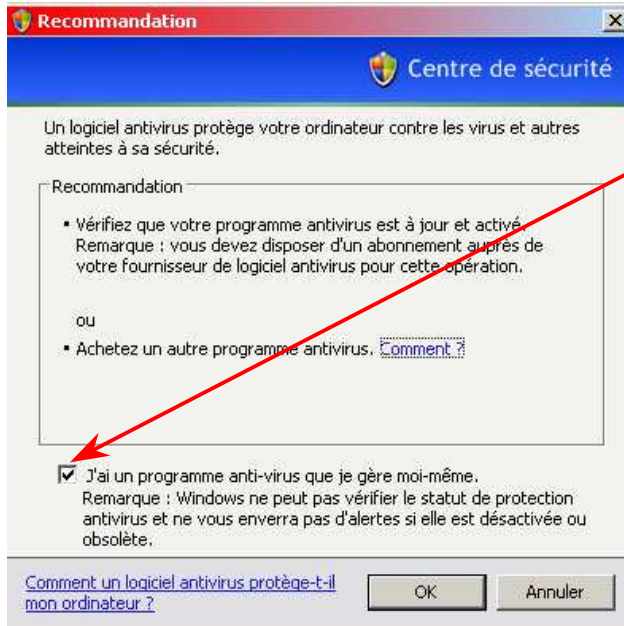 Recommandation
Centre de sécurité
Un logiciel antivirus protège votre ordinateur contre les virus et autres
atteintes à sa sécurité.
Recommandation
▪ Vérifiez que votre programme antivirus est à jour et activé.
Remarque : vous devez disposer d'un abonnement auprès de
votre fournisseur de logiciel antivirus pour cette opération.
ou
▪ Achetez un autre programme antivirus. Comment ?
J'ai un programme anti-virus que je gère moi-même.
Remarque : Windows ne peut pas vérifier le statut de protection
antivirus et ne vous enverra pas d'alertes si elle est désactivée ou
obsolète.
Comment un logiciel antivirus protège-t-il
mon ordinateur ?
OK
Annuler